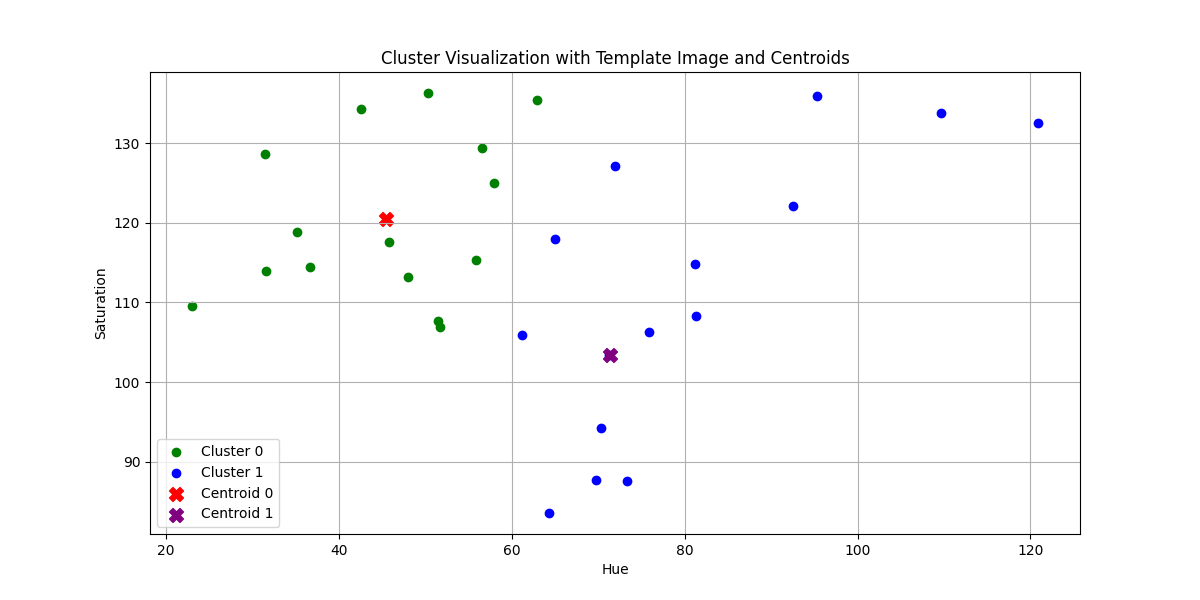 Cluster Visualization with Template Image and Centroids
130
120
110
100
90
Saturation
Cluster 0
Cluster 1
Centroid 0
Centroid 1
20 40 60 80 100 120
Hue